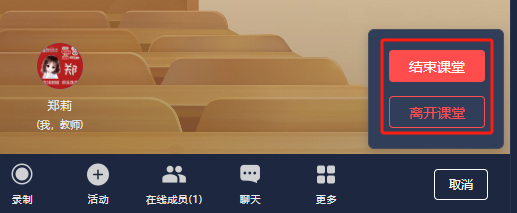 结束课堂
离开课堂
郑
郑莉
(我，教师)
录制
活动
在线成员(1)
聊天
更多
取消